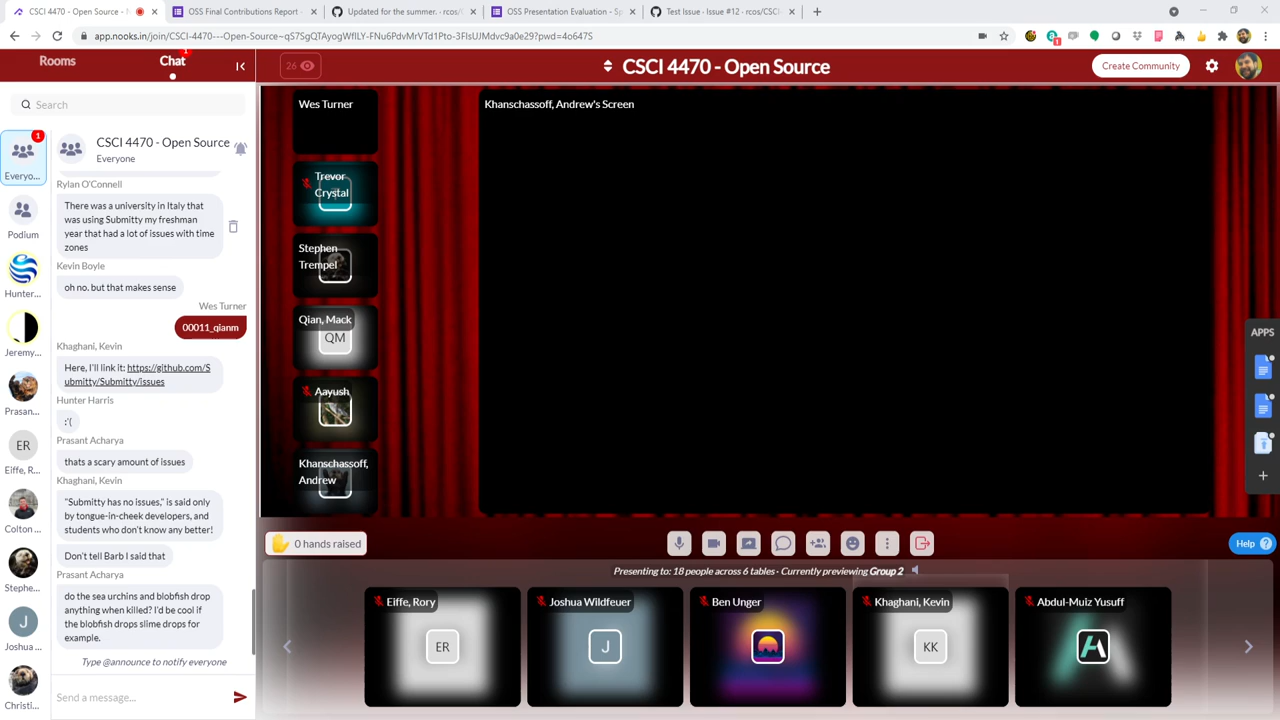 CSCI 4470 - Open Source - N
OSS Final Contributions Report -
Updated for the summer. · rcos/
OSS Presentation Evaluation - Sp
Test Issue · Issue #12 · rcos/CSCI
app.nooks.in/join/CSCI-4470---Open-Source~qS7SgQTAyogWfILY-FNu6PdvMrVTd1Pto-3FIsUJMdvc9a0e29?pwd=4o647S
Rooms
Chat
1
26
CSCI 4470 - Open Source
Create Community
Search
1
Everyo...
Podium
Hunter...
Jeremy...
Prasan...
ER
Eiffe, R...
Colton ...
Stephe...
J
Joshua ...
Christi...
CSCI 4470 - Open Source
Everyone
Rylan O'Connell
There was a university in Italy that
was using Submitty my freshman
year that had a lot of issues with time
zones
Kevin Boyle
oh no. but that makes sense
Wes Turner
00011_qianm
Khaghani, Kevin
Here, I'll link it: https://github.com/S
ubmitty/Submitty/issues
Hunter Harris
:'(
Prasant Acharya
thats a scary amount of issues
Khaghani, Kevin
"Submitty has no issues," is said only
by tongue-in-cheek developers, and
students who don't know any better!
Don't tell Barb I said that
Prasant Acharya
do the sea urchins and blobfish drop
anything when killed? I'd be cool if
the blobfish drops slime drops for
example.
Type @announce to notify everyone
Send a message...
Wes Turner
Trevor
Crystal
Stephen
Trempel
Qian, Mack
QM
Aayush
Khanschassoff,
Andrew
Khanschassoff, Andrew's Screen
APPS
0 hands raised
Help
Presenting to: 18 people across 6 tables · Currently previewing Group 2
Eiffe, Rory
ER
Joshua Wildfeuer
J
Ben Unger
Khaghani, Kevin
KK
Abdul-Muiz Yusuff